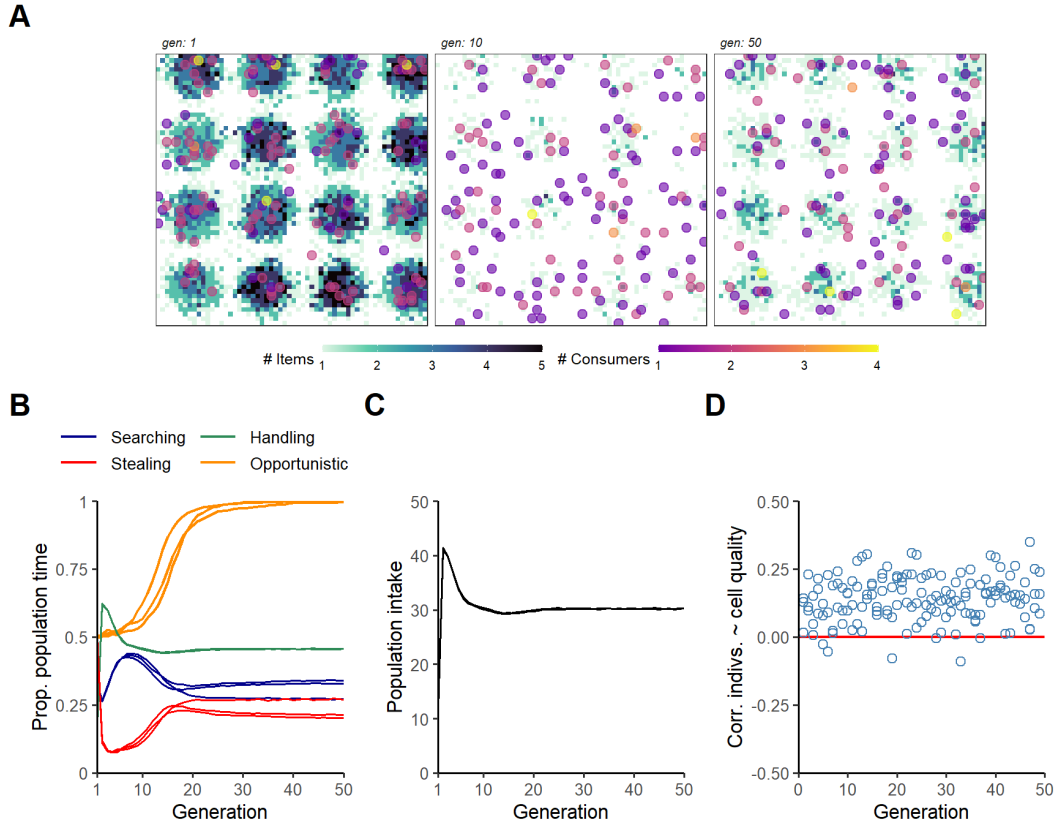 A
gen: 1 gen: 10 gen: 50
# Items 1 2 3 4 5 # Consumers 1 2 3 4
B C D
Searching Handling
Stealing Opportunistic
Prop. population time
1
0.75
0.5
0.25
0
1 10 20 30 40 50
Generation
Population intake
50
40
30
20
10
0
1 10 20 30 40 50
Generation
Corr. indivs. ~ cell quality
0.50
0.25
0.00
-0.25
-0.50
0 10 20 30 40 50
Generation